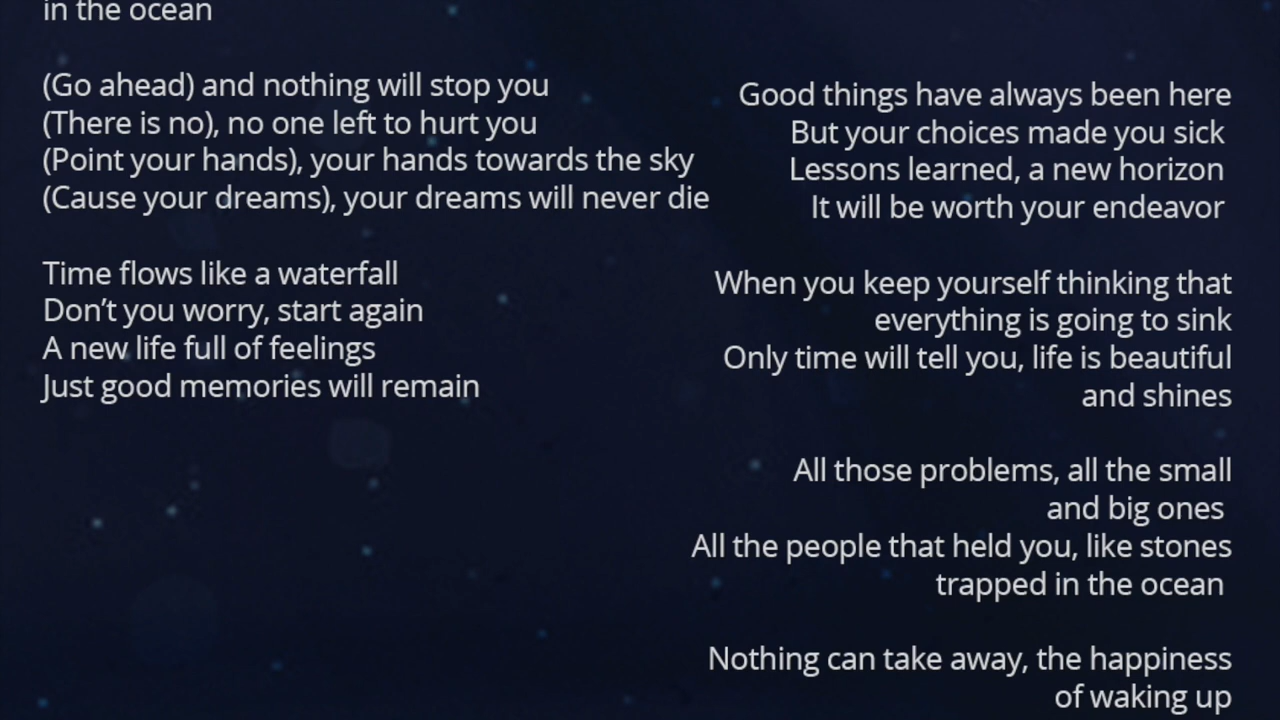 in the ocean
(Go ahead) and nothing will stop you
(There is no), no one left to hurt you
(Point your hands), your hands towards the sky
(Cause your dreams), your dreams will never die
Time flows like a waterfall
Don't you worry, start again
A new life full of feelings
Just good memories will remain
Good things have always been here
But your choices made you sick
Lessons learned, a new horizon
It will be worth your endeavor
When you keep yourself thinking that
everything is going to sink
Only time will tell you, life is beautiful
and shines
All those problems, all the small
and big ones
All the people that held you, like stones
trapped in the ocean
Nothing can take away, the happiness
of waking up